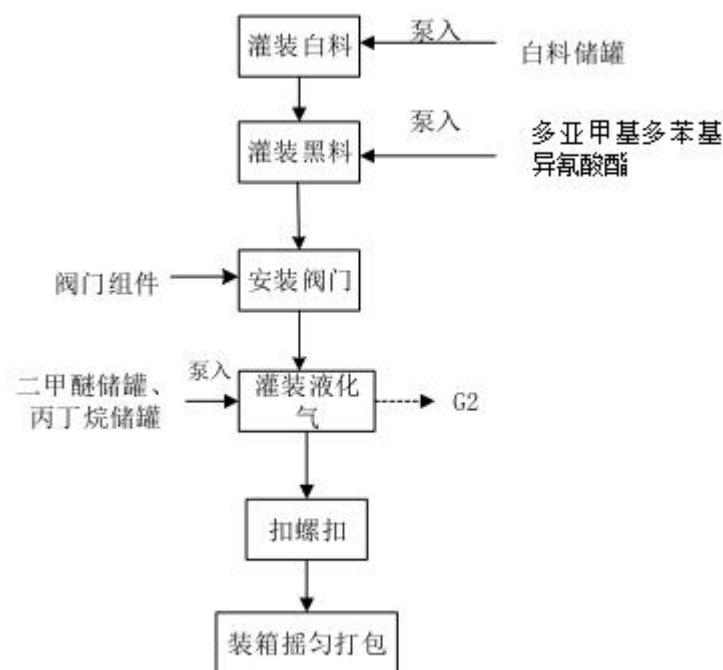 灌装白料
泵入
白料储罐
灌装黑料
泵入
多亚甲基多苯基
异氰酸酯
阀门组件
安装阀门
二甲醚储罐、
丙丁烷储罐
泵入
灌装液化
气
G2
扣螺扣
装箱摇匀打包